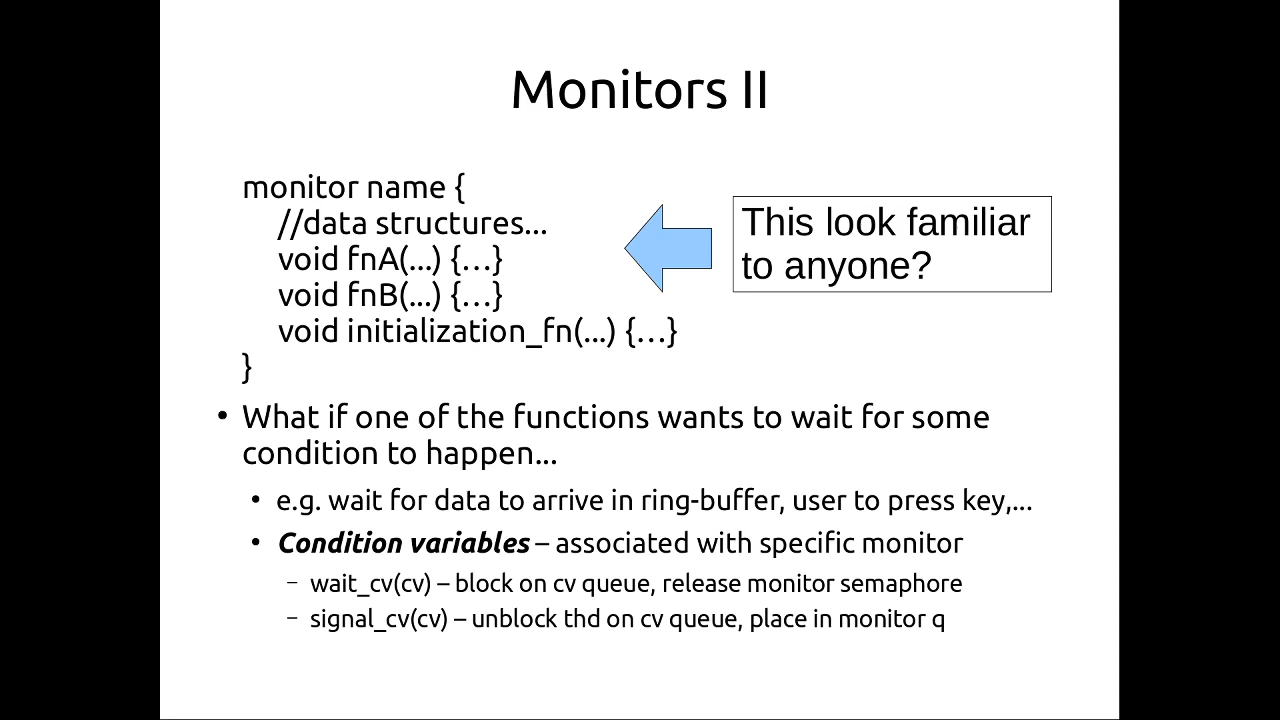 Monitors II
monitor name {
//data structures...
void fnA(...) {…}
void fnB(...) {…}
void initialization_fn(...) {…}
}
This look familiar
to anyone?
• What if one of the functions wants to wait for some
condition to happen...
• e.g. wait for data to arrive in ring-buffer, user to press key,...
• Condition variables – associated with specific monitor
– wait_cv(cv) – block on cv queue, release monitor semaphore
– signal_cv(cv) – unblock thd on cv queue, place in monitor q